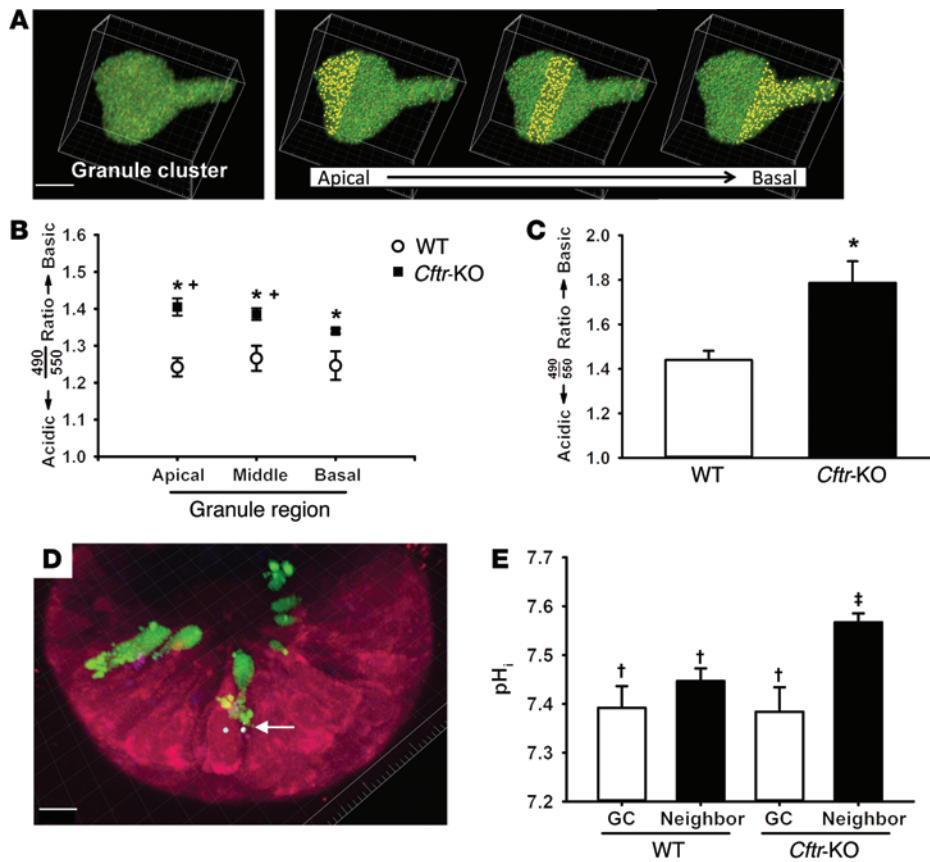 A
Granule cluster
Apical Basal
B
1.6
1.5
1.4
1.3
1.2
1.1
1.0
Acidic 490/550 Ratio Basic
WT
Cftr-KO
* +
* +
*
Apical Middle Basal
Granule region
C
2.0
1.8
1.6
1.4
1.2
1.0
Acidic 490/550 Ratio Basic
*
WT Cftr-KO
D
E
7.7
7.6
7.5
7.4
7.3
7.2
pHi
† † † ‡
GC Neighbor GC Neighbor
WT Cftr-KO